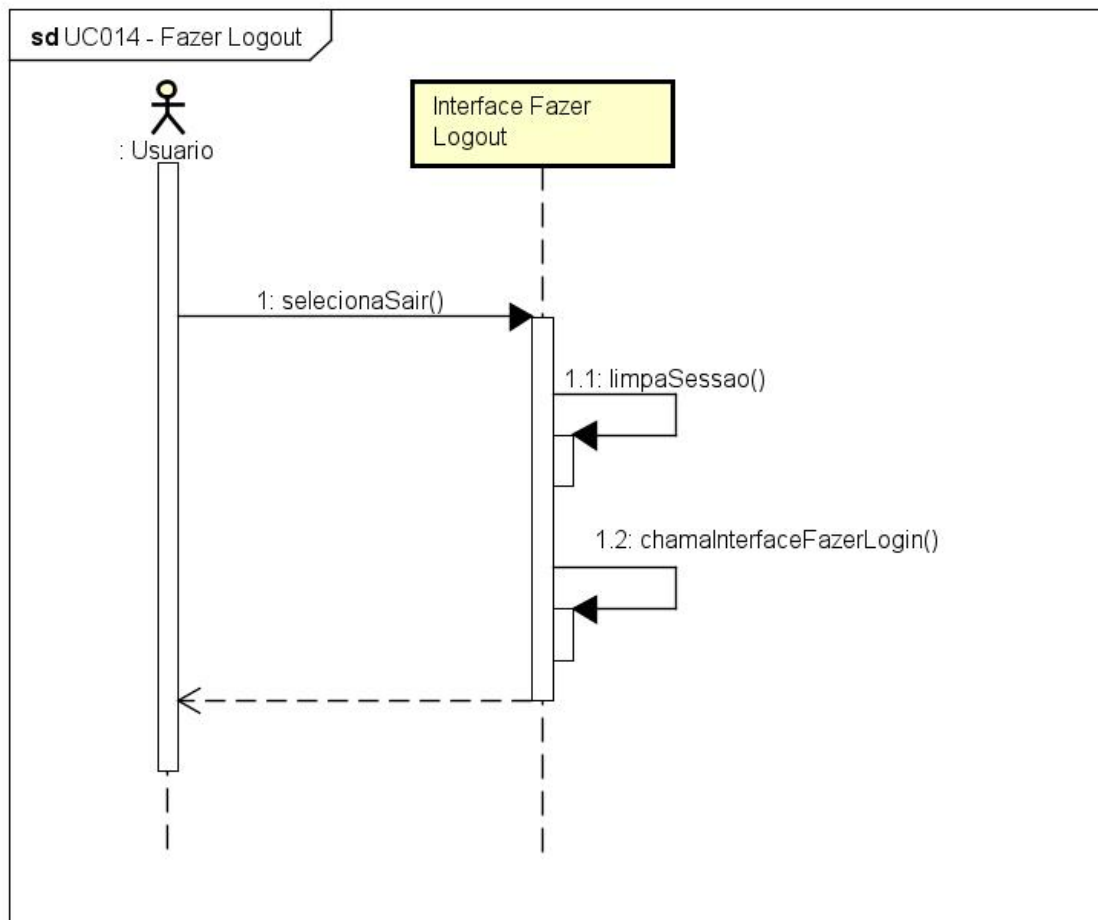 sd UC014 - Fazer Logout
: Usuario
Interface Fazer
Logout
1: selecionaSair()
1.1: limpaSessao()
1.2: chamaInterfaceFazerLogin()